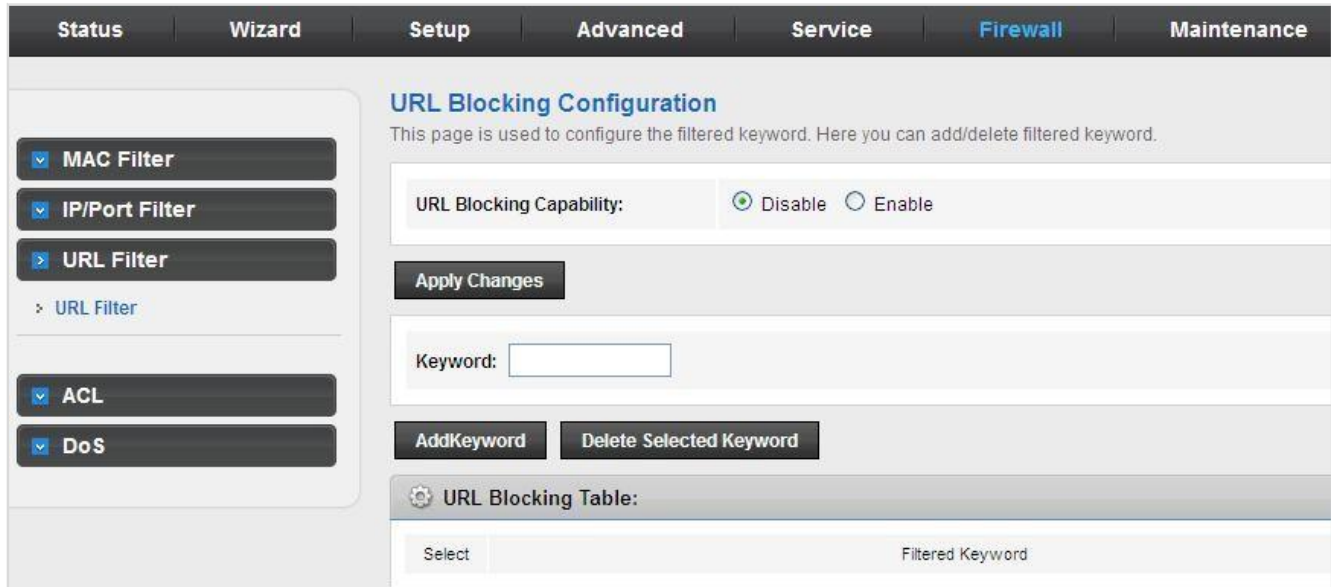 Status Wizard Setup Advanced Service Firewall Maintenance
MAC Filter
IP/Port Filter
URL Filter
URL Filter
ACL
DoS
URL Blocking Configuration
This page is used to configure the filtered keyword. Here you can add/delete filtered keyword.
URL Blocking Capability: Disable Enable
Apply Changes
Keyword:
AddKeyword Delete Selected Keyword
URL Blocking Table:
Select Filtered Keyword